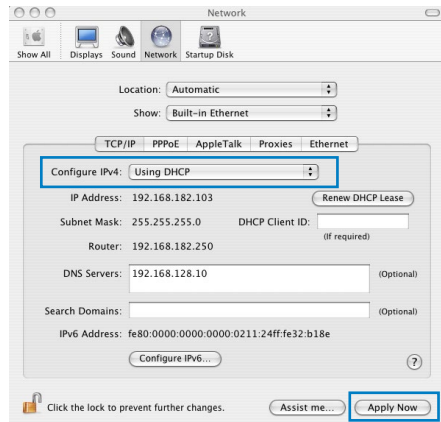 Network
Show All Displays Sound Network Startup Disk
Location: Automatic
Show: Built-in Ethernet
TCP/IP PPPoE AppleTalk Proxies Ethernet
Configure IPv4: Using DHCP
IP Address: 192.168.182.103 Renew DHCP Lease
Subnet Mask: 255.255.255.0 DHCP Client ID:
(If required)
Router: 192.168.182.250
DNS Servers: 192.168.128.10 (Optional)
Search Domains: (Optional)
IPv6 Address: fe80:0000:0000:0000:0211:24ff:fe32:b18e
Configure IPv6... ?
Click the lock to prevent further changes. Assist me... Apply Now